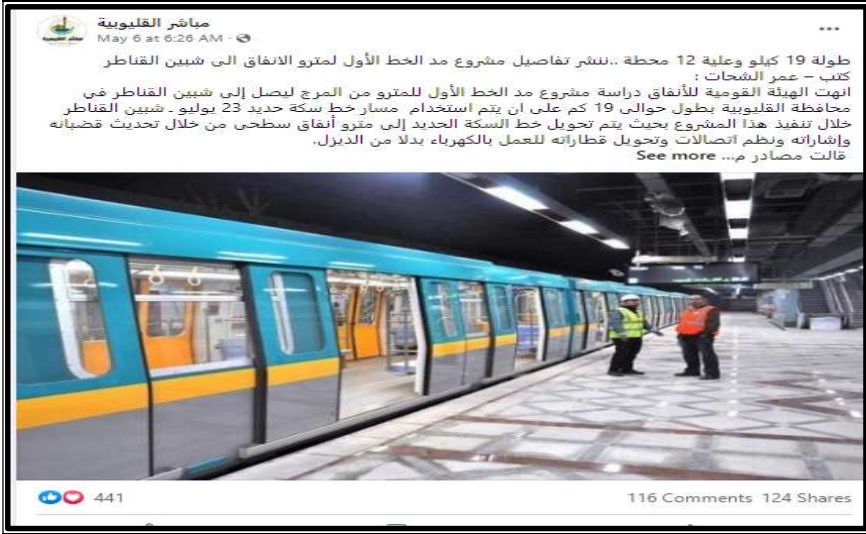 مباشر القليوبية
May 6 at 6:26 AM ·
طولة 19 كيلو وعلية 12 محطة ..ننشر تفاصيل مشروع مد الخط الأول لمترو الانفاق الى شبين القناطر
كتب – عمر الشحات :
انهت الهيئة القومية للأنفاق دراسة مشروع مد الخط الأول للمترو من المرج ليصل إلى شبين القناطر في
محافظة القليوبية بطول حوالى 19 كم على ان يتم استخدام مسار خط سكة حديد 23 يوليو ـ شبين القناطر
خلال تنفيذ هذا المشروع بحيث يتم تحويل خط السكة الحديد إلى مترو أنفاق سطحى من خلال تحديث قضبانه
وإشاراته ونظم اتصالات وتحويل قطاراته للعمل بالكهرباء بدلا من الديزل.
قالت مصادر م... See more
441
116 Comments 124 Shares